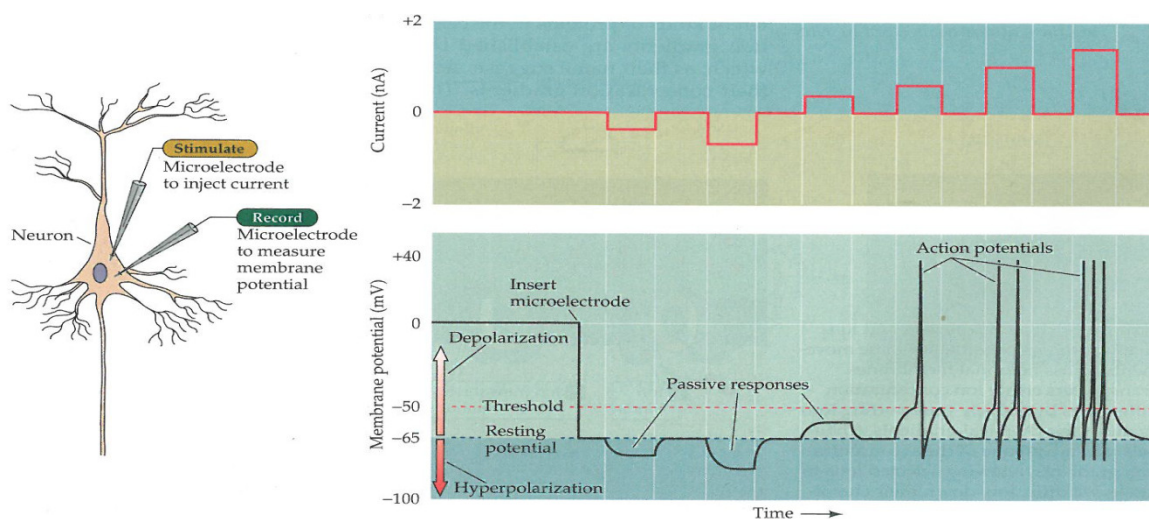 Stimulate
Microelectrode
to inject current
Record
Microelectrode
to measure
membrane
potential
Neuron
Current (nA)
+2
0
−2
Membrane potential (mV)
+40
0
−50
−65
−100
Insert
microelectrode
Depolarization
Passive responses
Threshold
Resting
potential
Hyperpolarization
Action potentials
Time